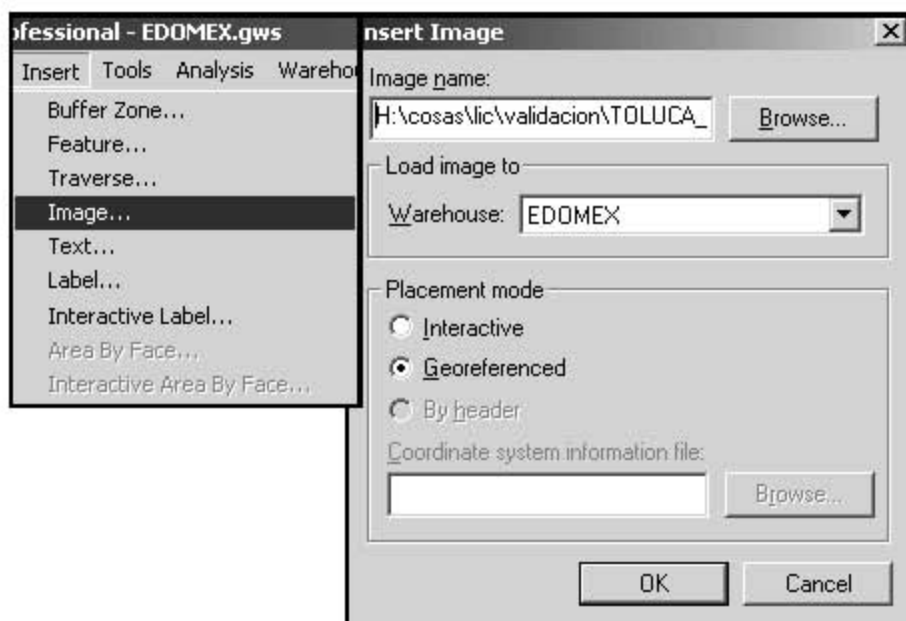 ofessional - EDOMEX.gws
Insert Tools Analysis Wareho
Buffer Zone...
Feature...
Traverse...
Image...
Text...
Label...
Interactive Label...
Area By Face...
Interactive Area By Face...
nsert Image
Image name:
H:\cosas\lic\validacion\TOLUCA_
Browse...
Load image to
Warehouse: EDOMEX
Placement mode
Interactive
Georeferenced
By header
Coordinate system information file:
Browse...
OK Cancel